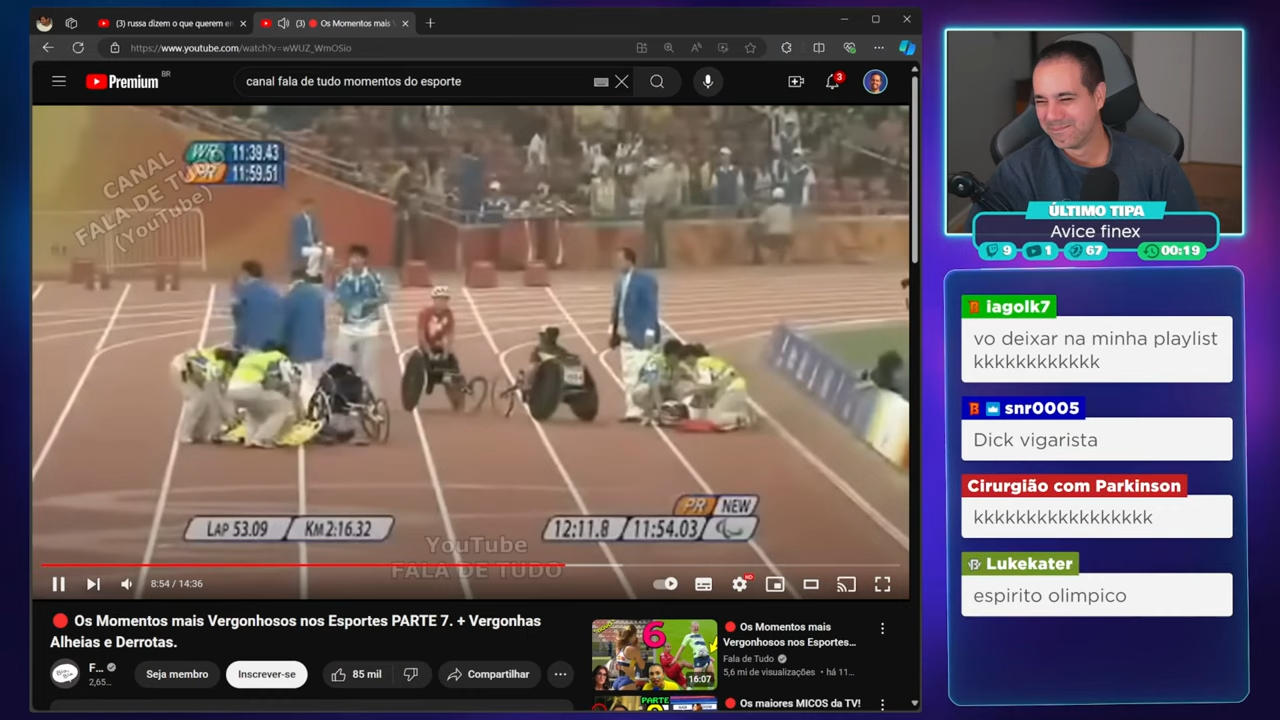 (3) russa dizem o que querem e
(3) 🔴 Os Momentos mais
https://www.youtube.com/watch?v=wWUZ_WmOSio
Premium BR
canal fala de tudo momentos do esporte
3
WR 11:39.43
PR 11:59.51
CANAL
FALA DE TUDO
(YouTube)
LAP 53.09 KM 2:16.32
PR NEW
12:11.8 11:54.03
YouTube
FALA DE TUDO
8:54 / 14:36
HD
🔴 Os Momentos mais Vergonhosos nos Esportes PARTE 7. + Vergonhas
Alheias e Derrotas.
F...
2,65...
Seja membro
Inscrever-se
85 mil
Compartilhar
6
16:07
🔴 Os Momentos mais
Vergonhosos nos Esportes...
Fala de Tudo
5,6 mi de visualizações • há 11...
PARTE
🔴 Os maiores MICOS da TV!
ÚLTIMO TIPA
Avice finex
9 1 67 00:19
iagolk7
vo deixar na minha playlist
kkkkkkkkkkkk
snr0005
Dick vigarista
Cirurgião com Parkinson
kkkkkkkkkkkkkkkkk
Lukekater
espirito olimpico